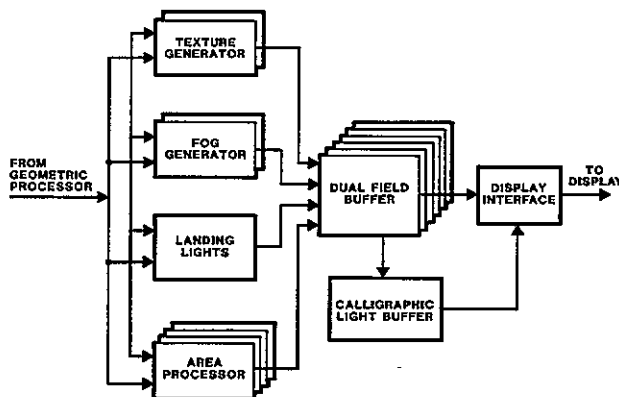 TEXTURE
GENERATOR
FOG
GENERATOR
FROM
GEOMETRIC
PROCESSOR
LANDING
LIGHTS
AREA
PROCESSOR
DUAL FIELD
BUFFER
CALLIGRAPHIC
LIGHT BUFFER
DISPLAY
INTERFACE
TO
DISPLAY